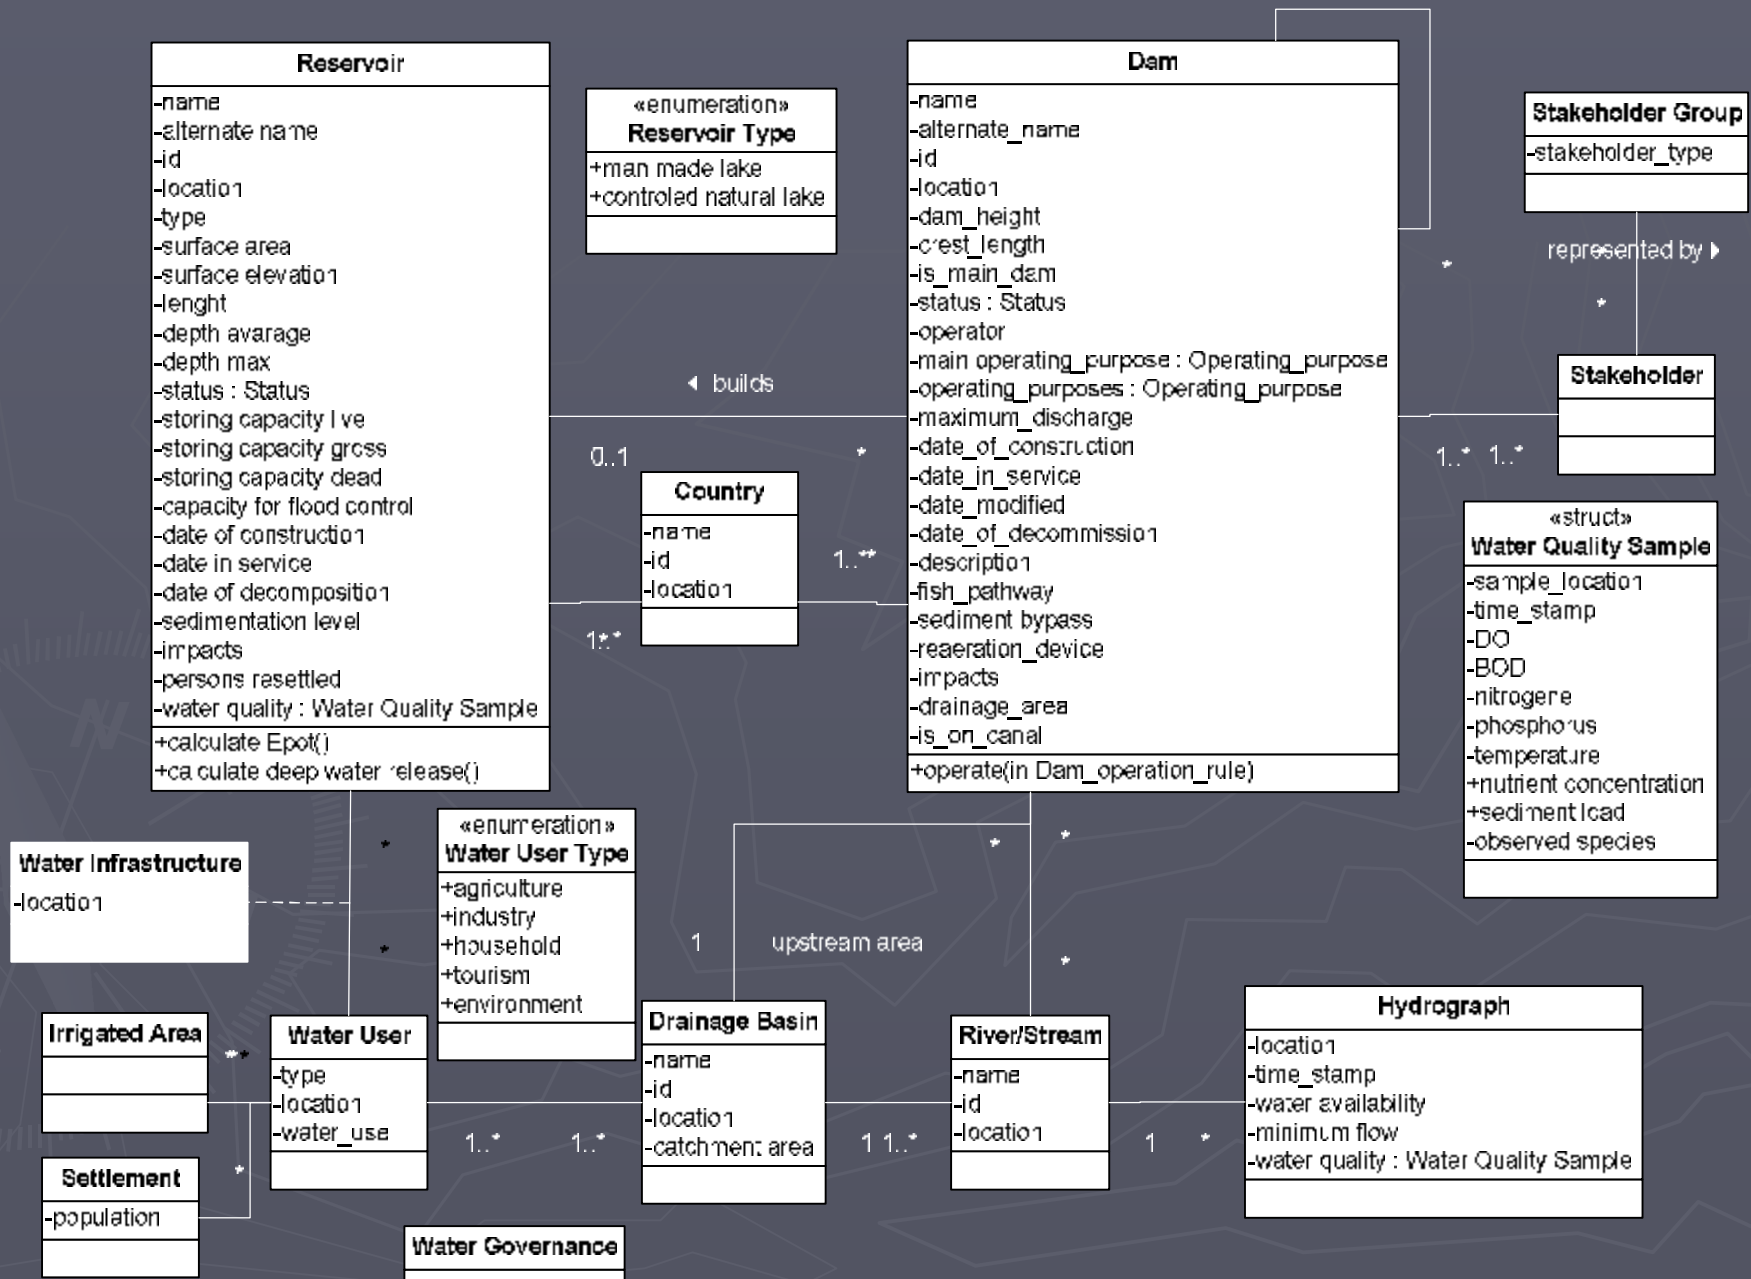 Reservoir
-name
-alternate name
-id
-location
-type
-surface area
-surface elevation
-lenght
-depth avarage
-depth max
-status : Status
-storing capacity live
-storing capacity gross
-storing capacity dead
-capacity for flood control
-date of construction
-date in service
-date of decomposition
-sedimentation level
-impacts
-persons resettled
-water quality : Water Quality Sample
+calculate Epot()
+calculate deep water release()
«enumeration»
Reservoir Type
+man made lake
+controled natural lake
Dam
-name
-alternate_name
-id
-location
-dam_height
-crest_length
-is_main_dam
-status : Status
-operator
-main operating_purpose : Operating_purpose
-operating_purposes : Operating_purpose
-maximum_discharge
-date_of_construction
-date_in_service
-date_modified
-date_of_decommission
-description
-fish_pathway
-sediment bypass
-reaeration_device
-impacts
-drainage_area
-is_on_canal
+operate(in Dam_operation_rule)
*
Stakeholder Group
-stakeholder_type
*
represented by
*
Stakeholder
1..* 1..*
builds
0..1 *
Country
-name
-id
-location
1..**
1..**
«struct»
Water Quality Sample
-sample_location
-time_stamp
-DO
-BOD
-nitrogene
-phosphorus
-temperature
+nutrient concentration
+sediment load
-observed species
Water Infrastructure
-location
*
*
«enumeration»
Water User Type
+agriculture
+industry
+household
+tourism
+environment
* *
1 upstream area *
Irrigated Area
**
Water User
-type
-location
-water_use
Settlement
-population
*
1..* 1..*
Drainage Basin
-name
-id
-location
-catchment area
1 1..*
River/Stream
-name
-id
-location
1 *
Hydrograph
-location
-time_stamp
-water availability
-minimum flow
-water quality : Water Quality Sample
Water Governance
N